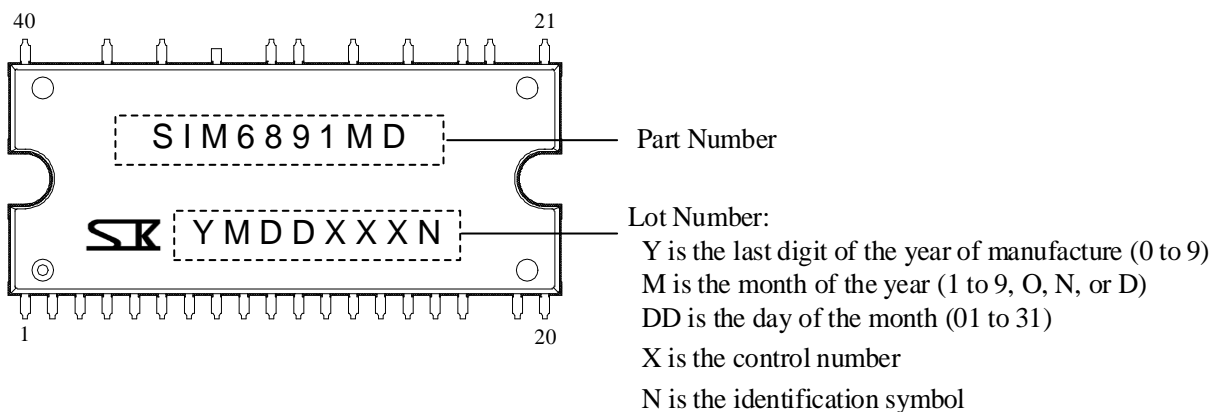 40 21
SIM6891MD
Part Number
SK YMDDXXXN
Lot Number:
Y is the last digit of the year of manufacture (0 to 9)
M is the month of the year (1 to 9, O, N, or D)
DD is the day of the month (01 to 31)
X is the control number
N is the identification symbol
1 20